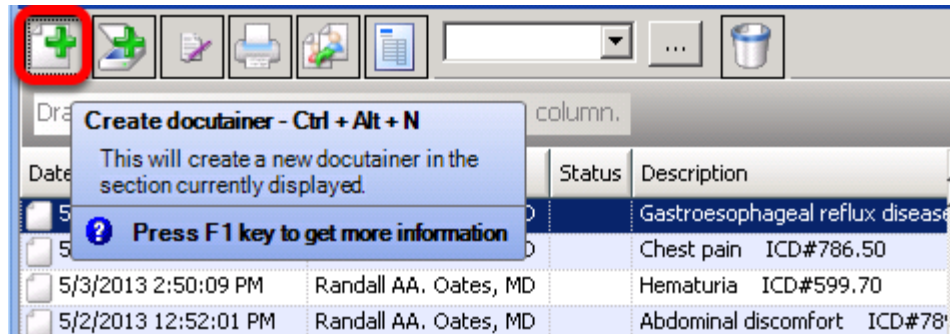 ...
Dra
column.
Create docutainer - Ctrl + Alt + N
This will create a new docutainer in the
section currently displayed.
Press F1 key to get more information
Date
Status
Description
5
Gastroesophageal reflux disease
5
Chest pain ICD#786.50
5/3/2013 2:50:09 PM Randall AA. Oates, MD Hematuria ICD#599.70
5/2/2013 12:52:01 PM Randall AA. Oates, MD Abdominal discomfort ICD#78